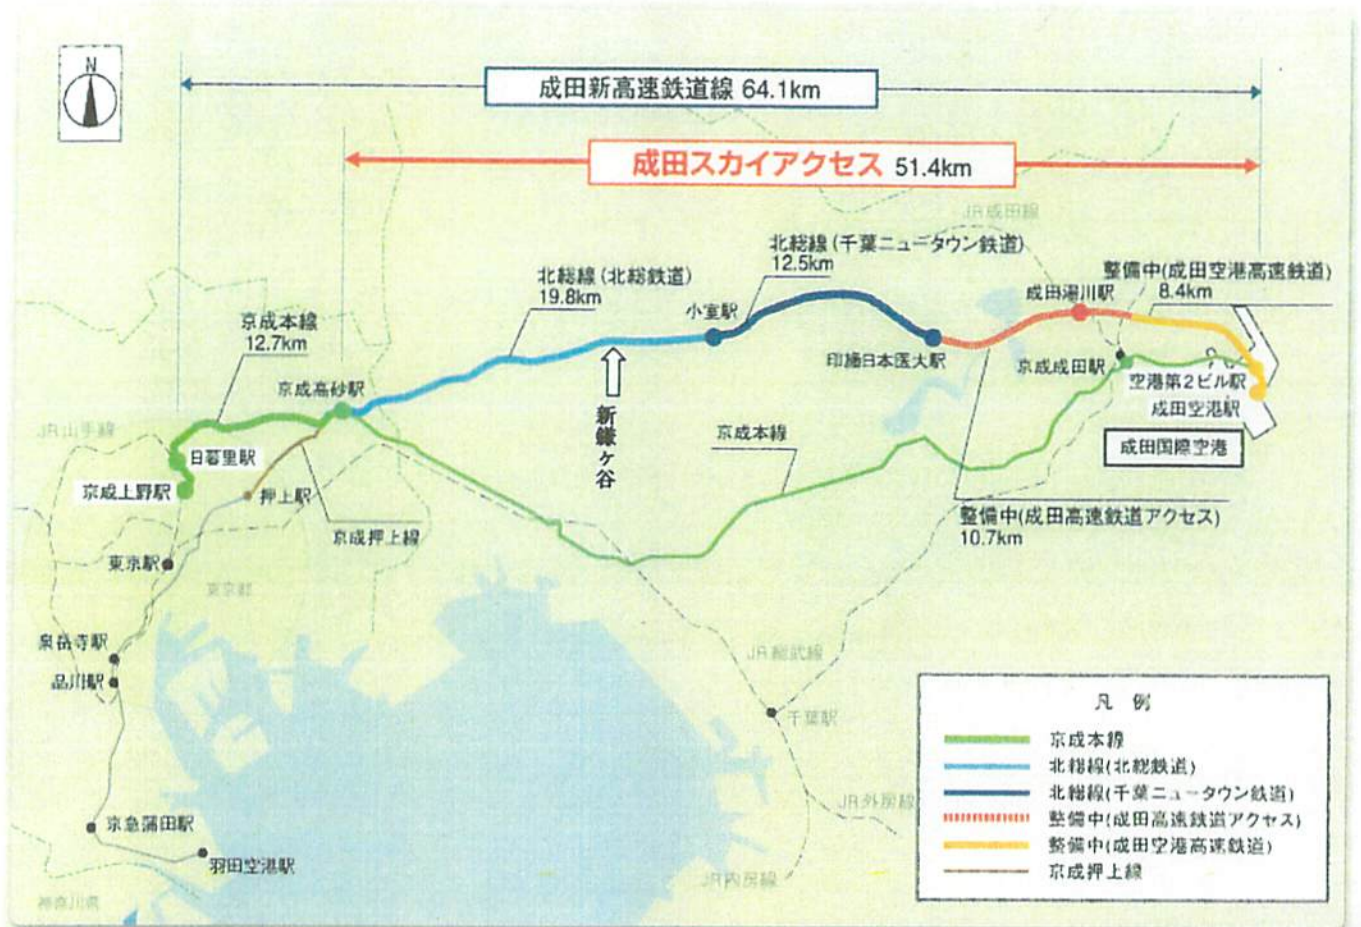 N
成田新高速鉄道線 64.1km
成田スカイアクセス 51.4km
JR成田線
北総線(千葉ニュータウン鉄道)
12.5km
北総線(北総鉄道)
19.8km
整備中(成田空港高速鉄道)
8.4km
成田湯川駅
小室駅
京成本線
12.7km
印旛日本医大駅
京成成田駅
空港第2ビル駅
京成高砂駅
成田空港駅
新鎌ヶ谷
JR山手線
京成本線
成田国際空港
日暮里駅
京成上野駅
押上駅
整備中(成田高速鉄道アクセス)
10.7km
京成押上線
東京駅
東京都
泉岳寺駅
JR総武線
品川駅
千葉駅
JR外房線
京急蒲田駅
羽田空港駅
JR内房線
神奈川県
凡例
京成本線
北総線(北総鉄道)
北総線(千葉ニュータウン鉄道)
整備中(成田高速鉄道アクセス)
整備中(成田空港高速鉄道)
京成押上線